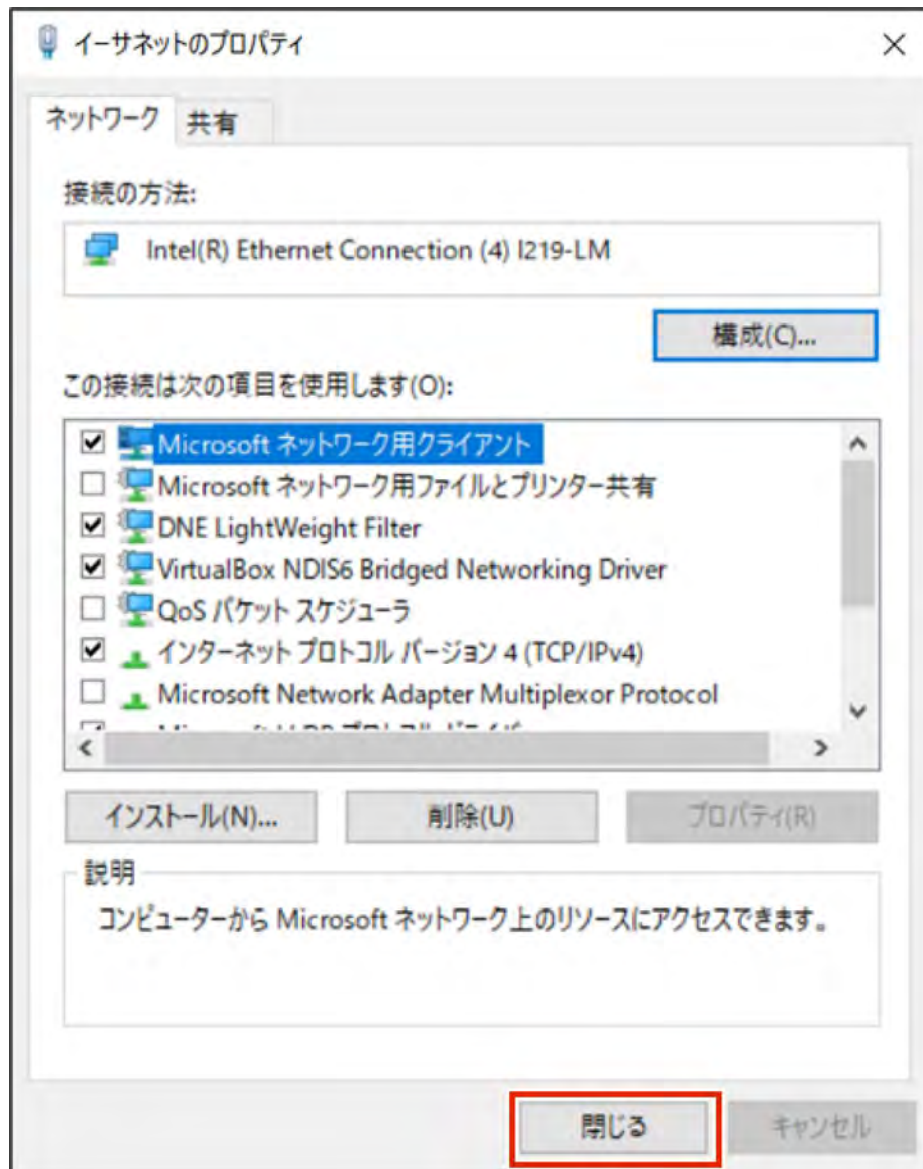 イーサネットのプロパティ
ネットワーク 共有
接続の方法:
Intel(R) Ethernet Connection (4) I219-LM
構成(C)...
この接続は次の項目を使用します(O):
Microsoft ネットワーク用クライアント
Microsoft ネットワーク用ファイルとプリンター共有
DNE LightWeight Filter
VirtualBox NDIS6 Bridged Networking Driver
QoS パケット スケジューラ
インターネット プロトコル バージョン 4 (TCP/IPv4)
Microsoft Network Adapter Multiplexor Protocol
インストール(N)... 削除(U) プロパティ(R)
説明
コンピューターから Microsoft ネットワーク上のリソースにアクセスできます。
閉じる キャンセル